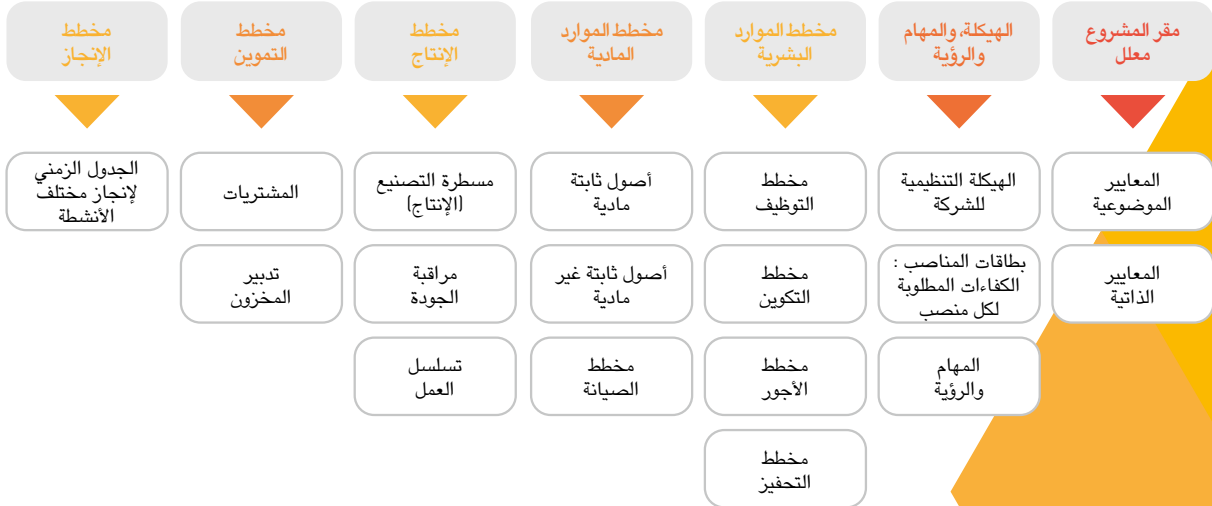 مقر المشروع
معلل
الهيكلة، والمهام
والرؤية
مخطط الموارد
البشرية
مخطط الموارد
المادية
مخطط
الإنتاج
مخطط
التموين
مخطط
الإنجاز
المعايير
الموضوعية
الهيكلة التنظيمية
للشركة
مخطط
التوظيف
أصول ثابتة
مادية
مسطرة التصنيع
(الإنتاج)
المشتريات
الجدول الزمني
لإنجاز مختلف
الأنشطة
المعايير
الذاتية
بطاقات المناصب :
الكفاءات المطلوبة
لكل منصب
مخطط
التكوين
أصول ثابتة غير
مادية
مراقبة
الجودة
تدبير
المخزون
المهام
والرؤية
مخطط
الأجور
مخطط
الصيانة
تسلسل
العمل
مخطط
التحفيز